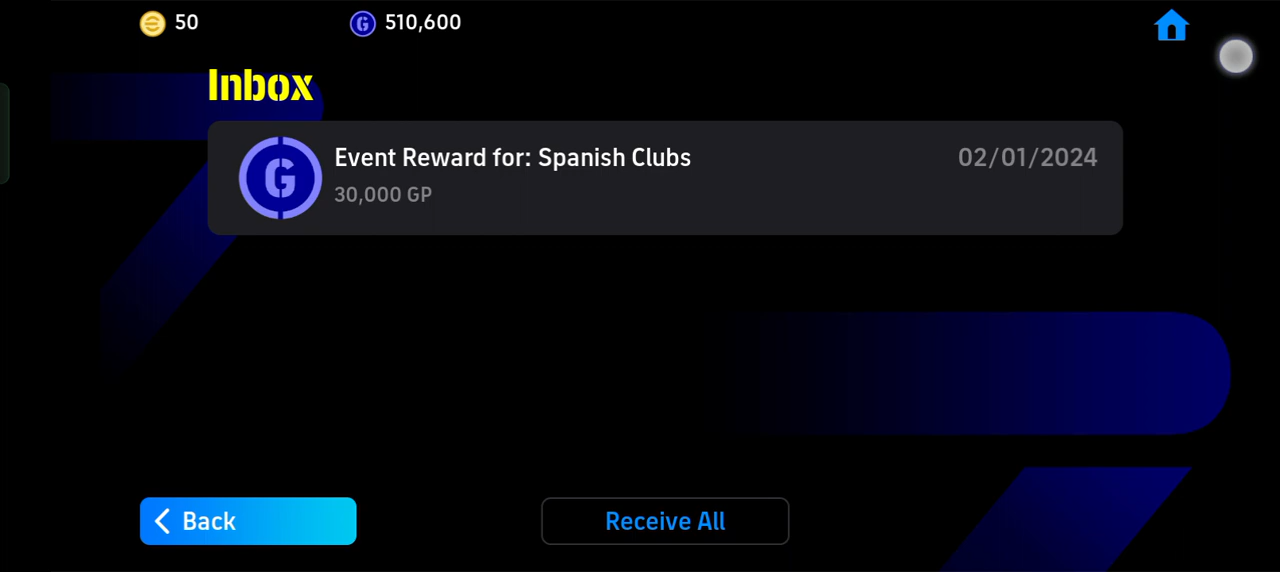 50
510,600
Inbox
Event Reward for: Spanish Clubs
02/01/2024
30,000 GP
Back
Receive All